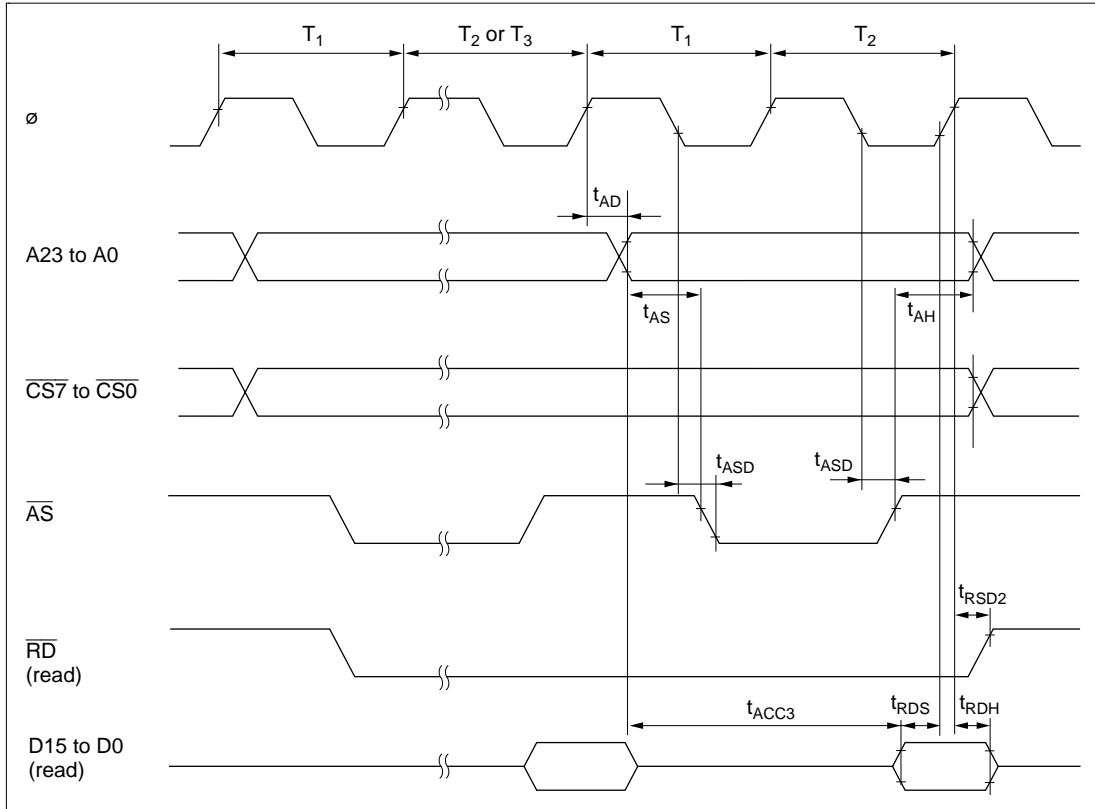 T1 T2 or T3 T1 T2
ø
tAD
A23 to A0
tAS tAH
CS7 to CS0
tASD tASD
AS
tRSD2
RD
(read)
tACC3 tRDS tRDH
D15 to D0
(read)